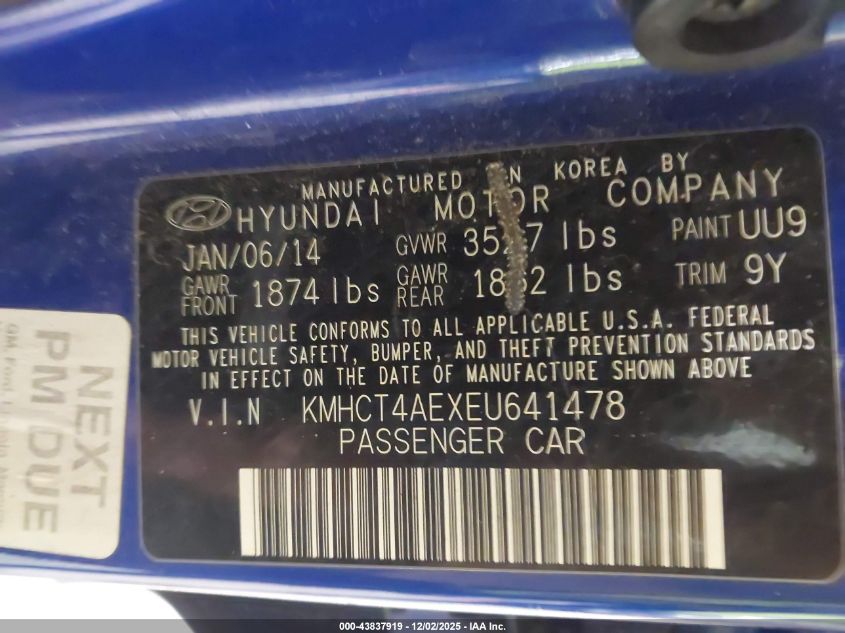 MANUFACTURED IN KOREA BY
HYUNDAI MOTOR COMPANY
JAN/06/14 GVWR lbs PAINT UU9
GAWR FRONT 1874 lbs GAWR REAR lbs TRIM 9Y
THIS VEHICLE CONFORMS TO ALL APPLICABLE U.S.A. FEDERAL
MOTOR VEHICLE SAFETY, BUMPER, AND THEFT PREVENTION STANDARDS
IN EFFECT ON THE DATE OF MANUFACTURE SHOWN ABOVE
V.I.N KMHCT4AEXEU641478
PASSENGER CAR
NEXT
PM/DUE
000-43837919 - 12/02/2025 - IAA Inc.